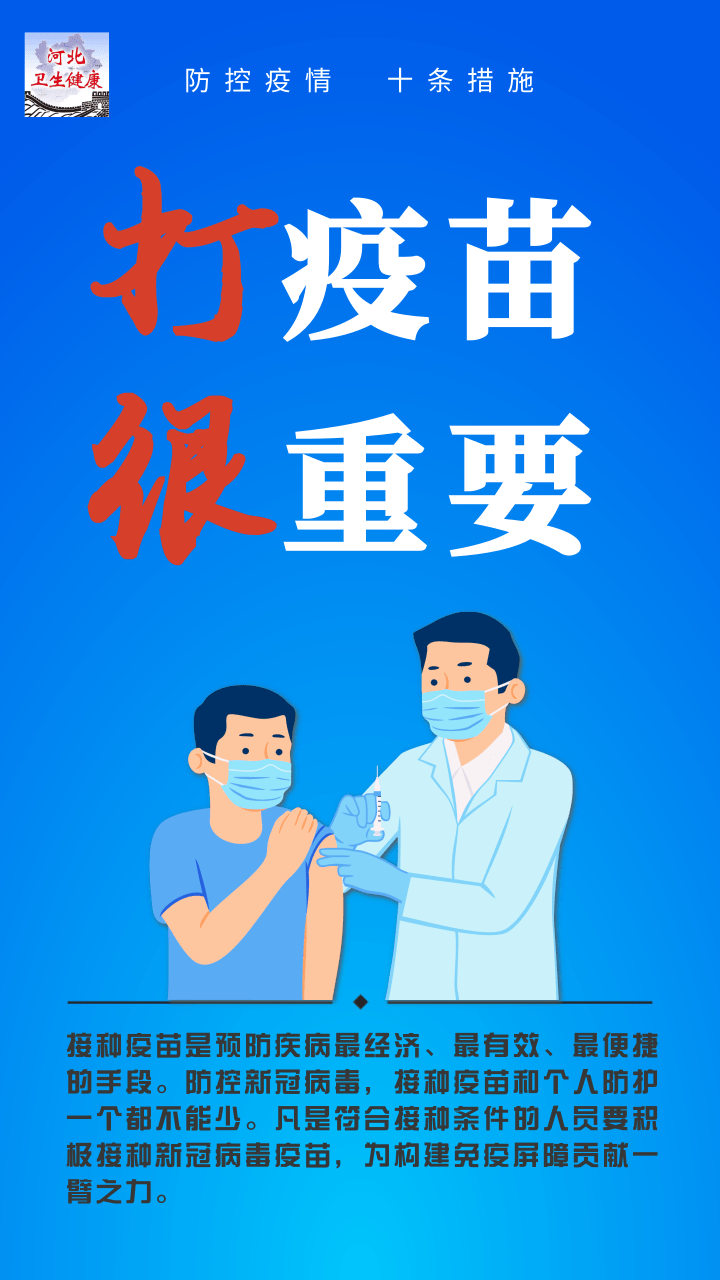 河北
卫生健康
防控疫情 十条措施
打疫苗
很重要
接种疫苗是预防疾病最经济、最有效、最便捷
的手段。防控新冠病毒，接种疫苗和个人防护
一个都不能少。凡是符合接种条件的人员要积
极接种新冠病毒疫苗，为构建免疫屏障贡献一
臂之力。